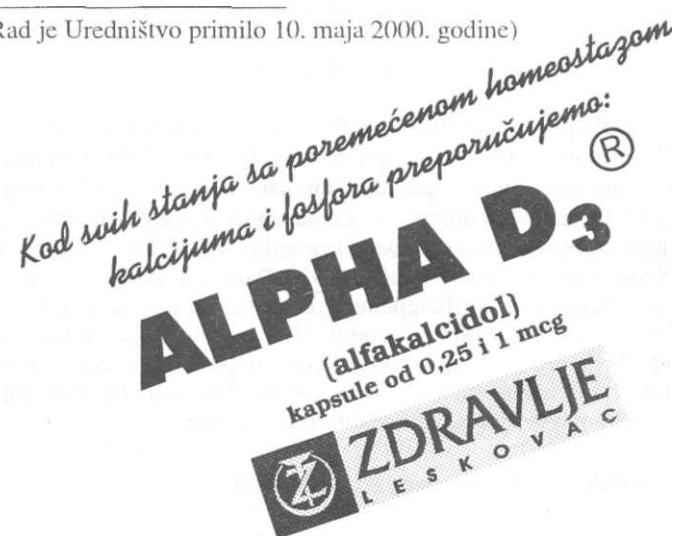 Rad je Uredništvo primilo 10. maja 2000. godine)
Kod svih stanja sa poremećenom homeostazom
kalcijuma i fosfora preporučujemo:
ALPHA D3®
(alfakalcidol)
kapsule od 0,25 i 1 mcg
ZDRAVLJE
LESKOVAC